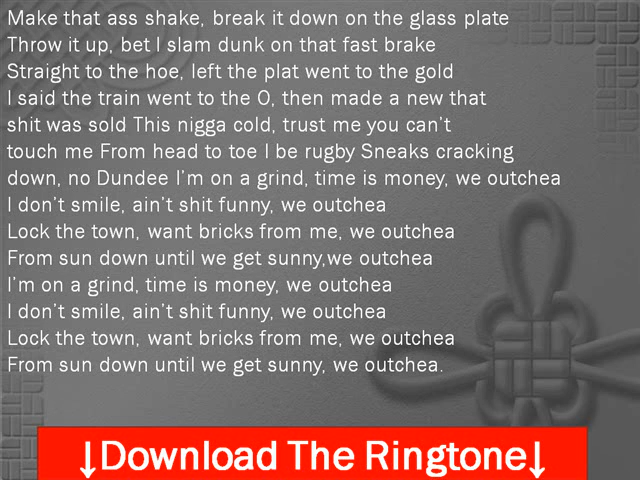 Make that ass shake, break it down on the glass plate
Throw it up, bet I slam dunk on that fast brake
Straight to the hoe, left the plat went to the gold
I said the train went to the O, then made a new that
shit was sold This nigga cold, trust me you can't
touch me From head to toe I be rugby Sneaks cracking
down, no Dundee I'm on a grind, time is money, we outchea
I don't smile, ain't shit funny, we outchea
Lock the town, want bricks from me, we outchea
From sun down until we get sunny,we outchea
I'm on a grind, time is money, we outchea
I don't smile, ain't shit funny, we outchea
Lock the town, want bricks from me, we outchea
From sun down until we get sunny, we outchea.
↓Download The Ringtone↓